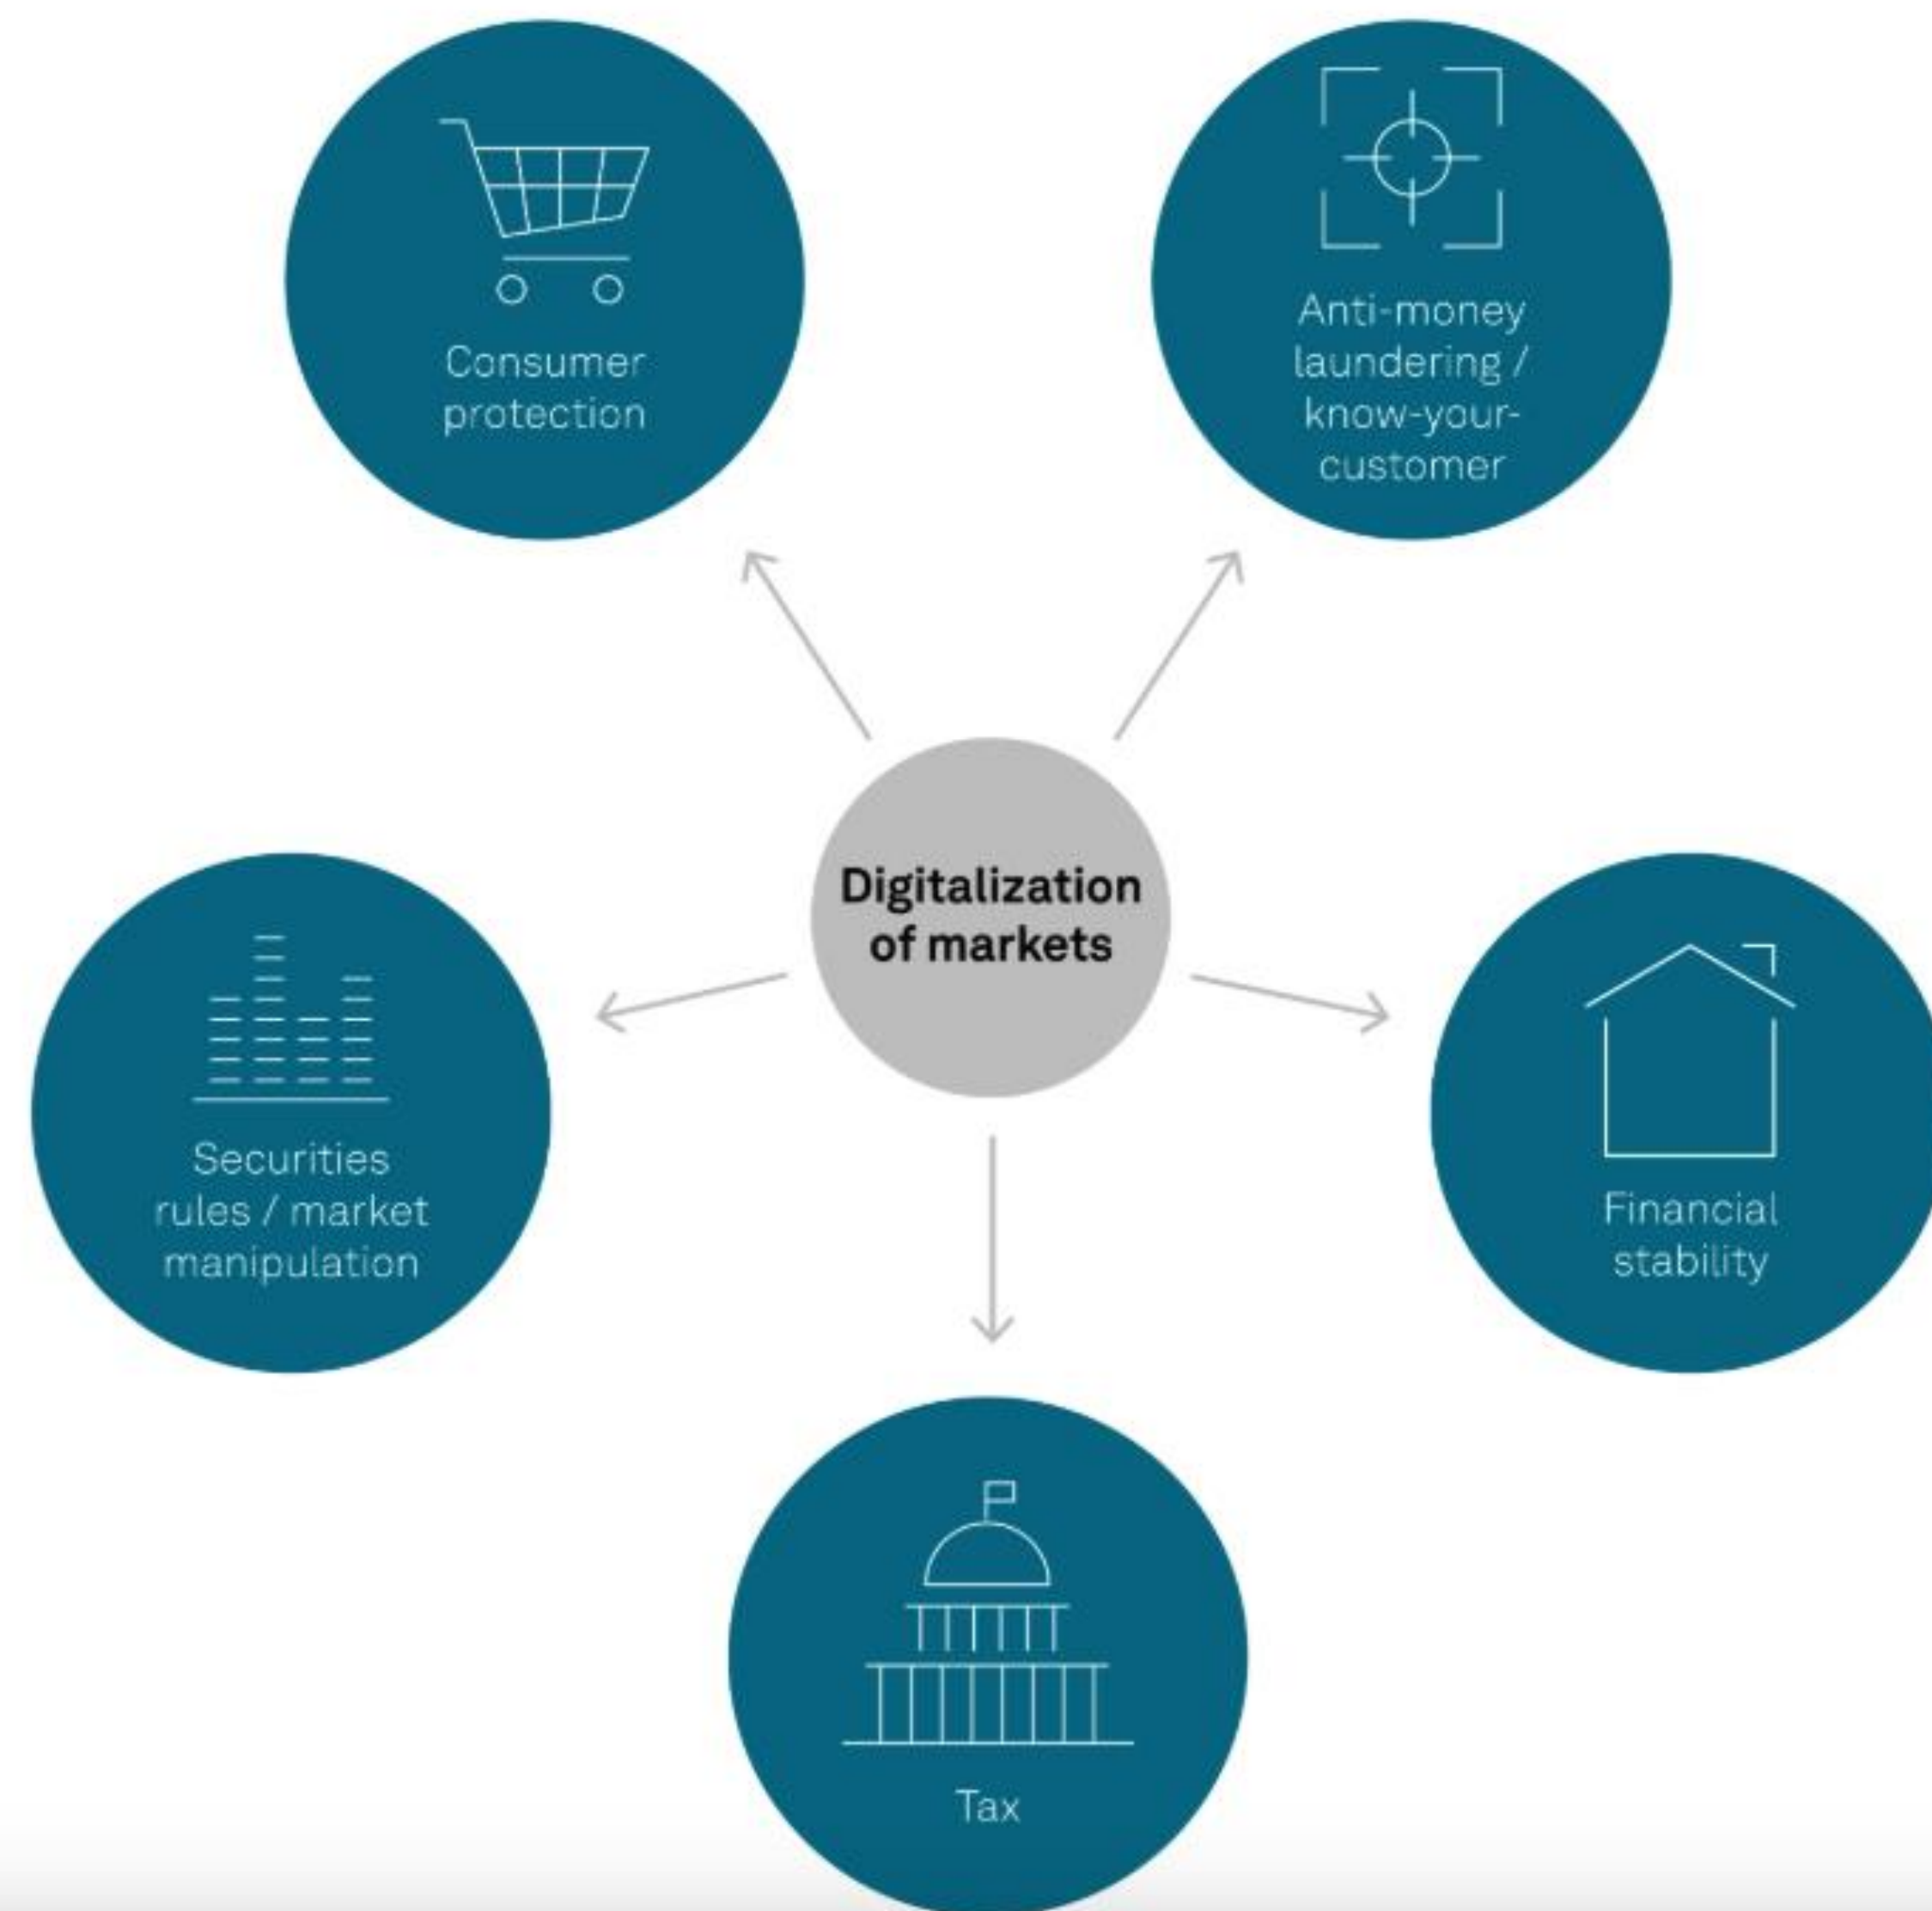 Consumer
protection
Anti-money
laundering /
know-your-
customer
Digitalization
of markets
Securities
rules / market
manipulation
Financial
stability
Tax